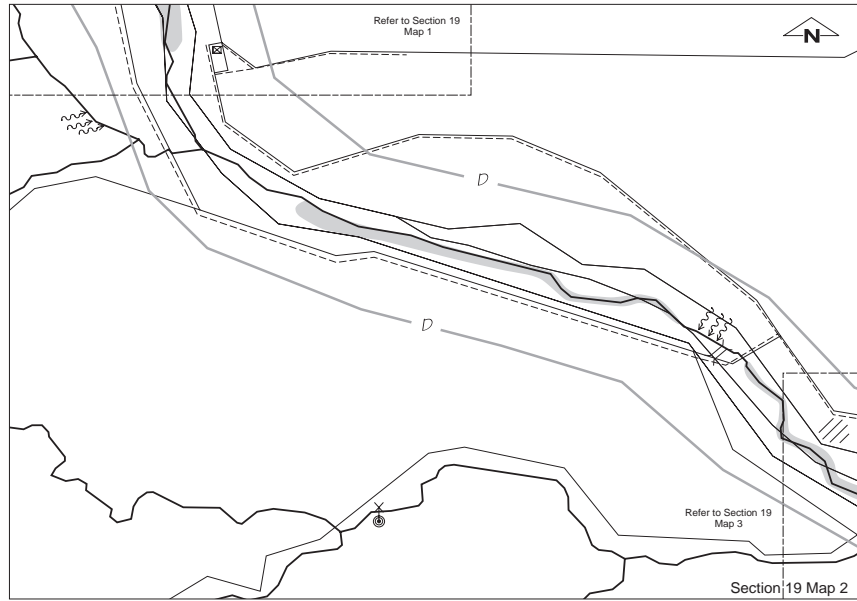 Refer to Section 19
Map 1
N
D
D
Refer to Section 19
Map 3
Section 19 Map 2